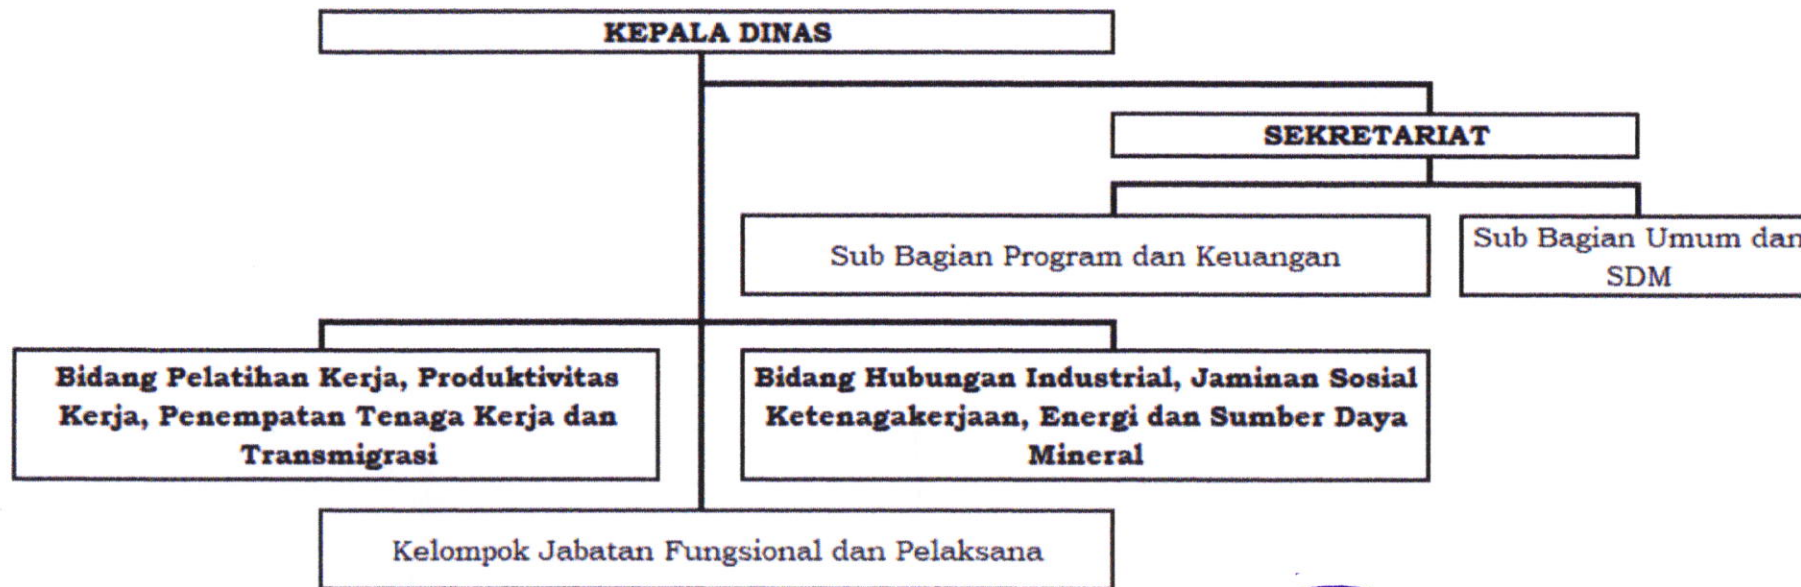 KEPALA DINAS
SEKRETARIAT
Sub Bagian Program dan Keuangan
Sub Bagian Umum dan
SDM
Bidang Pelatihan Kerja, Produktivitas
Kerja, Penempatan Tenaga Kerja dan
Transmigrasi
Bidang Hubungan Industrial, Jaminan Sosial
Ketenagakerjaan, Energi dan Sumber Daya
Mineral
Kelompok Jabatan Fungsional dan Pelaksana